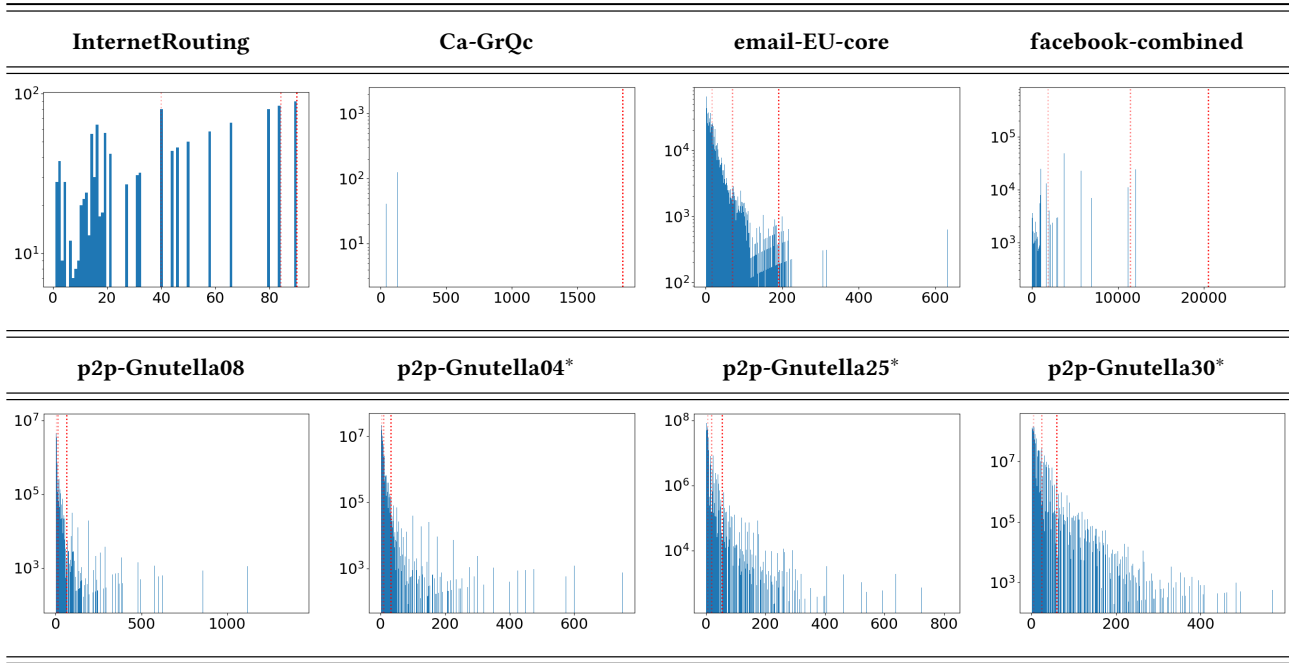 InternetRouting Ca-GrQc email-EU-core facebook-combined
10² 10¹ 0 20 40 60 80
10³ 10² 10¹ 0 500 1000 1500
10⁴ 10³ 10² 0 200 400 600
10⁵ 10⁴ 10³ 0 10000 20000
p2p-Gnutella08 p2p-Gnutella04* p2p-Gnutella25* p2p-Gnutella30*
10⁷ 10⁵ 10³ 0 500 1000
10⁷ 10⁵ 10³ 0 200 400 600
10⁸ 10⁶ 10⁴ 0 200 400 600 800
10⁷ 10⁵ 10³ 0 200 400